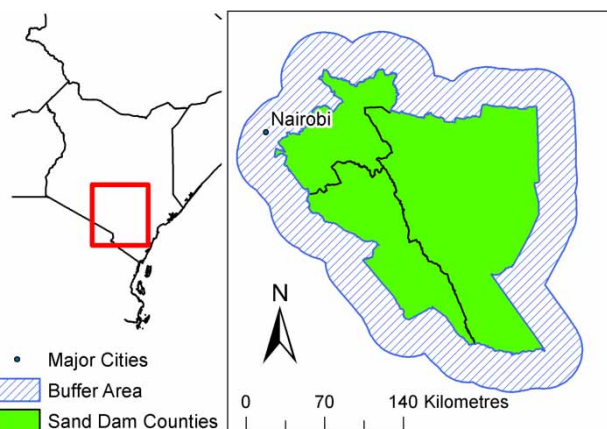 Nairobi
N
Major Cities
Buffer Area
Sand Dam Counties
0 70 140 Kilometres